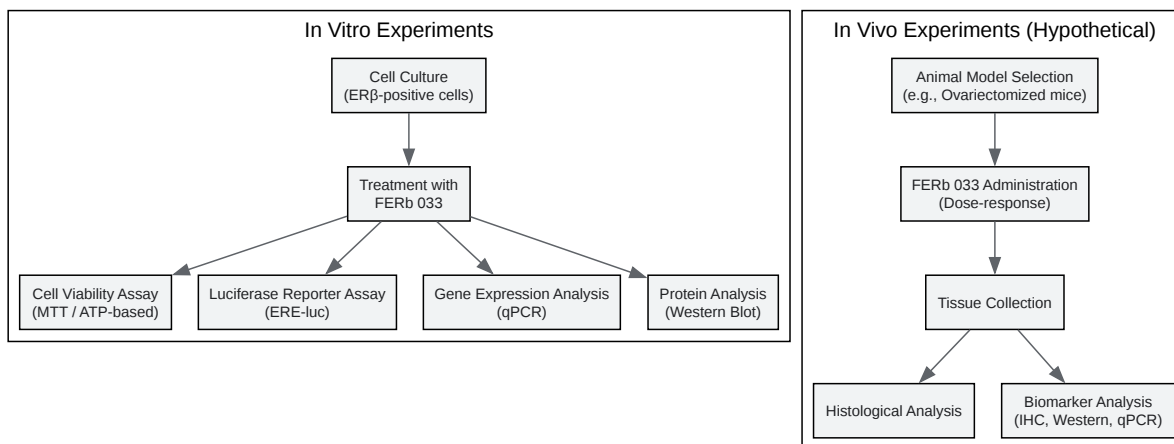 In Vitro Experiments
Cell Culture
(ERβ-positive cells)
Treatment with
FERb 033
Cell Viability Assay
(MTT / ATP-based)
Luciferase Reporter Assay
(ERE-luc)
Gene Expression Analysis
(qPCR)
Protein Analysis
(Western Blot)
In Vivo Experiments (Hypothetical)
Animal Model Selection
(e.g., Ovariectomized mice)
FERb 033 Administration
(Dose-response)
Tissue Collection
Histological Analysis
Biomarker Analysis
(IHC, Western, qPCR)